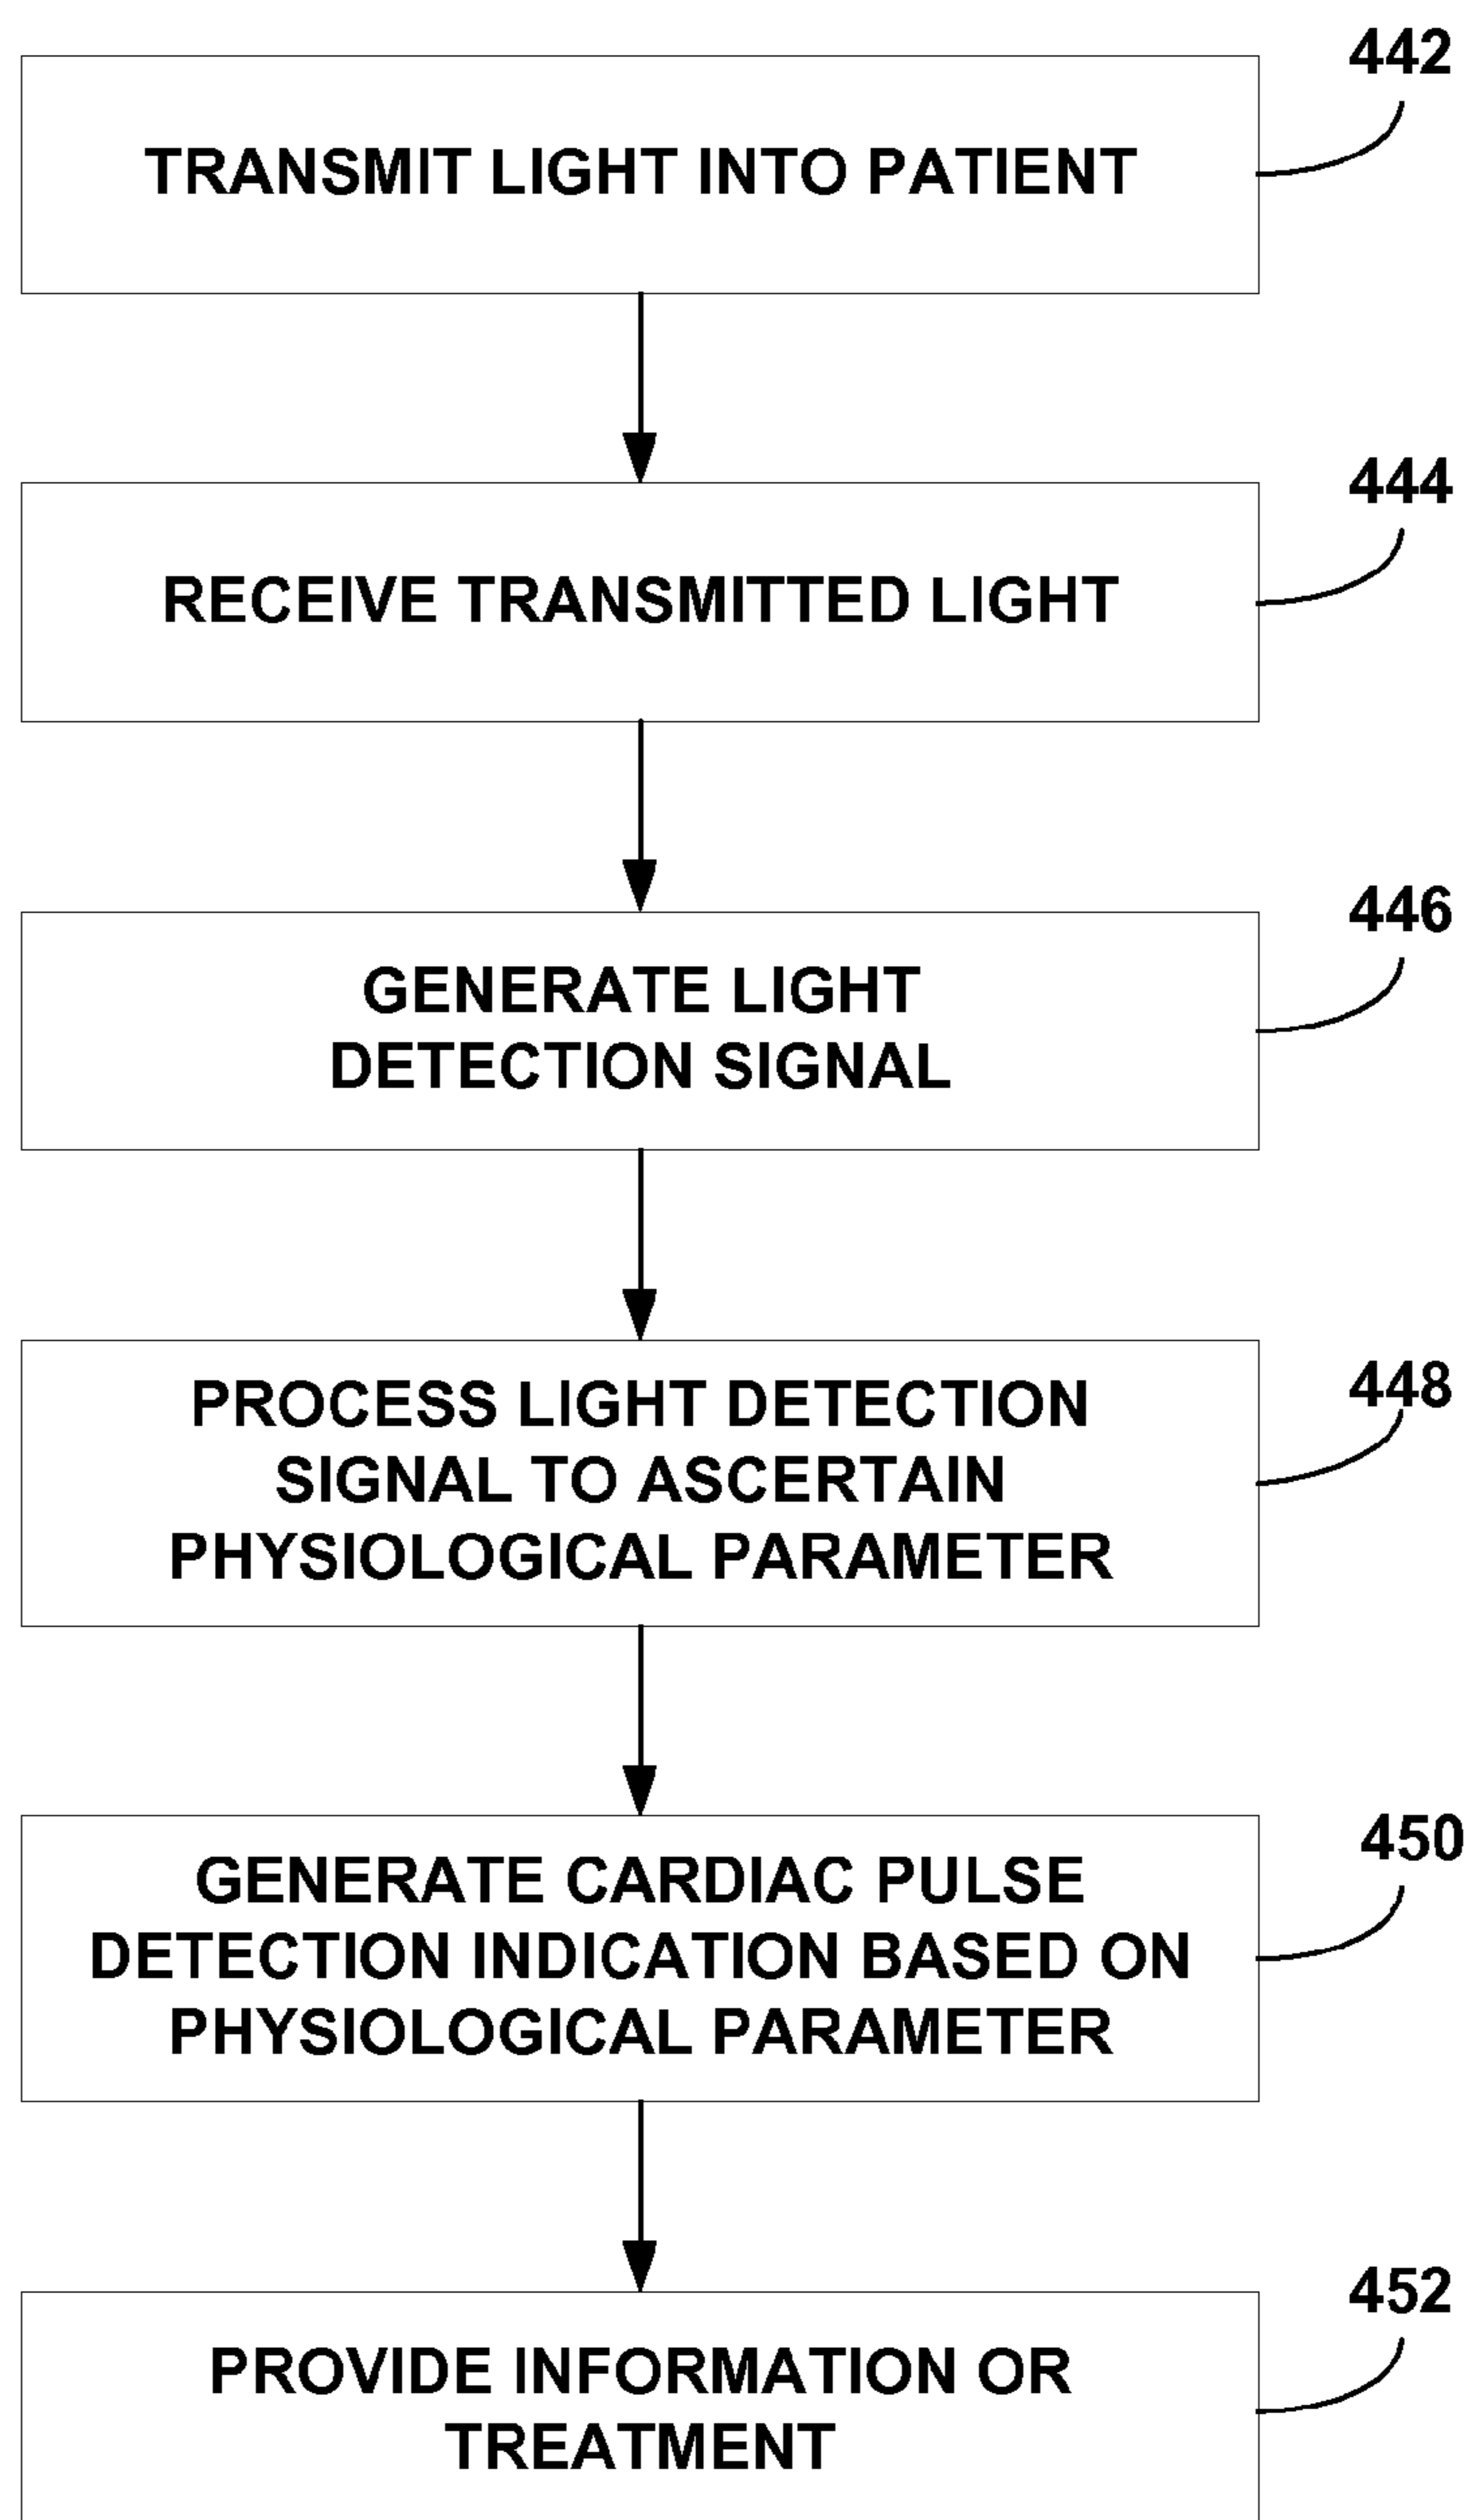 442
TRANSMIT LIGHT INTO PATIENT
444
RECEIVE TRANSMITTED LIGHT
446
GENERATE LIGHT
DETECTION SIGNAL
448
PROCESS LIGHT DETECTION
SIGNAL TO ASCERTAIN
PHYSIOLOGICAL PARAMETER
450
GENERATE CARDIAC PULSE
DETECTION INDICATION BASED ON
PHYSIOLOGICAL PARAMETER
452
PROVIDE INFORMATION OR
TREATMENT